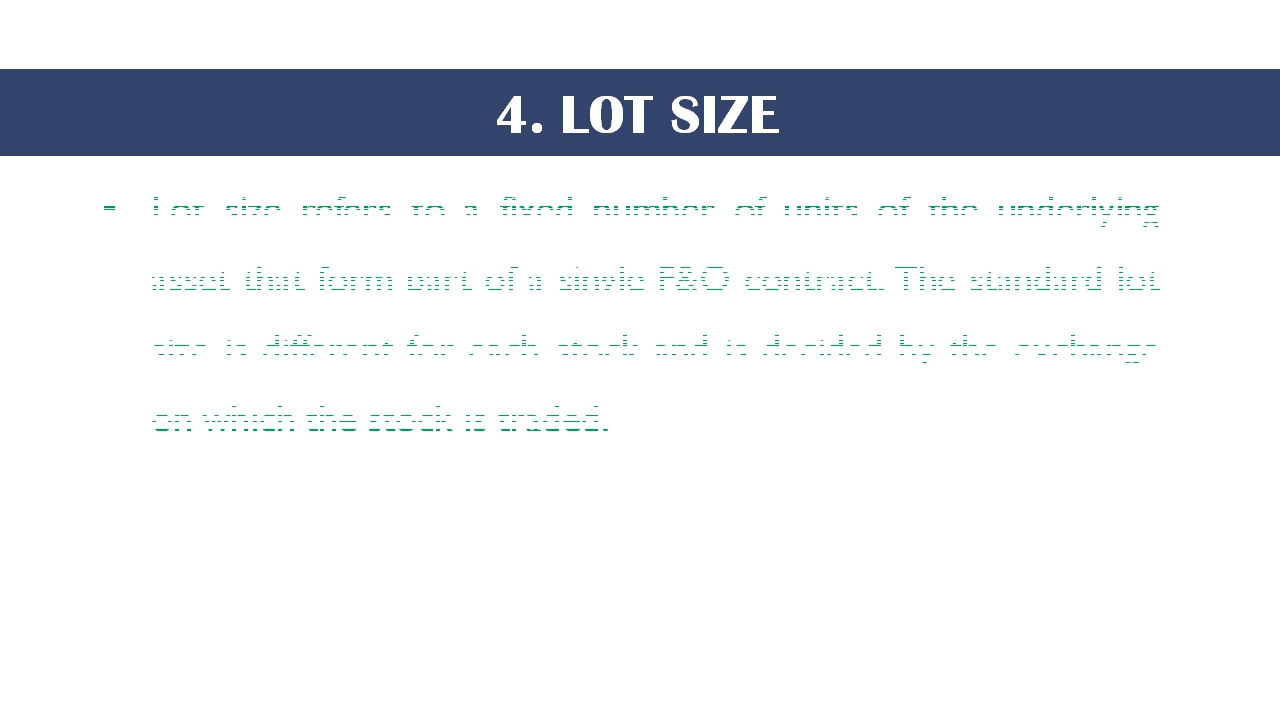 4. LOT SIZE
- Lot size refers to a fixed number of units of the underlying
asset that form part of a single F&O contract. The standard lot
size is different for each stock and is decided by the exchange
on which the stock is traded.